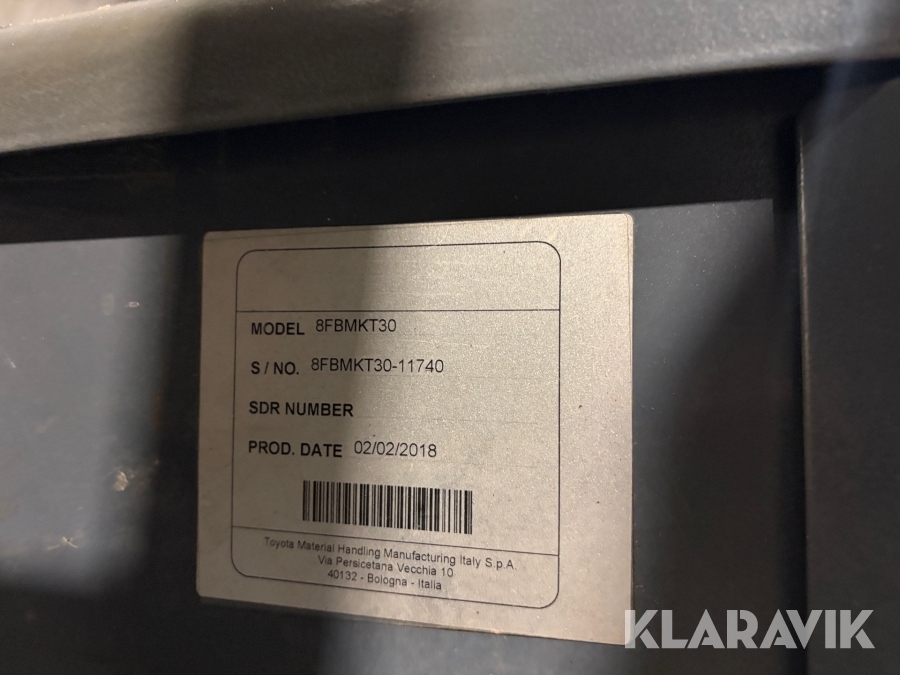 MODEL 8FBMKT30
S / NO. 8FBMKT30-11740
SDR NUMBER
PROD. DATE 02/02/2018
Toyota Material Handling Manufacturing Italy S.p.A.
Via Persicetana Vecchia 10
40132 - Bologna - Italia
KLARAVIK